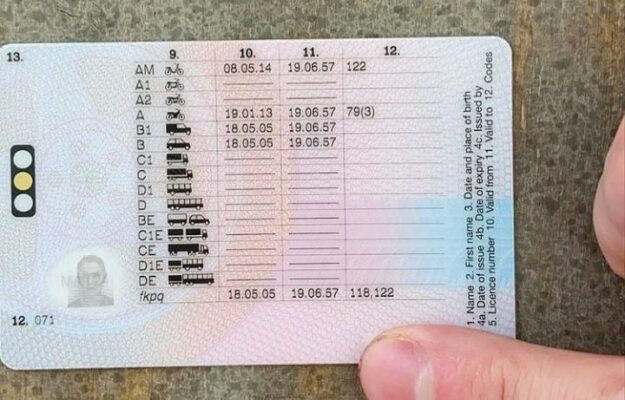 13.
9. 10. 11. 12.
AM 08.05.14 19.06.57 122
A1
A2
A 19.01.13 19.06.57 79(3)
B1 18.05.05 19.06.57
B 18.05.05 19.06.57
C1
C
D1
D
BE
C1E
CE
D1E
DE
fkpq 18.05.05 19.06.57 118,122
12. 071
1. Name 2. First name 3. Date and place of birth
4a. Date of issue 4b. Date of expiry 4c. Issued by
5. Licence number 10. Valid from 11. Valid to 12. Codes